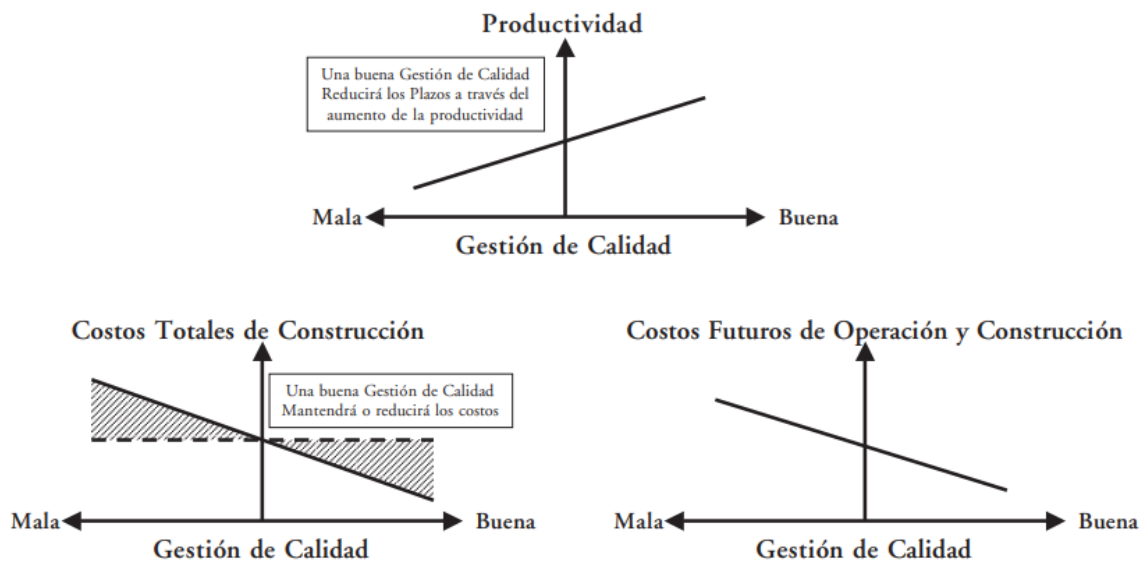 Productividad
Una buena Gestión de Calidad
Reducirá los Plazos a través del
aumento de la productividad
Mala
Buena
Gestión de Calidad
Costos Totales de Construcción
Una buena Gestión de Calidad
Mantendrá o reducirá los costos
Mala
Buena
Gestión de Calidad
Costos Futuros de Operación y Construcción
Mala
Buena
Gestión de Calidad